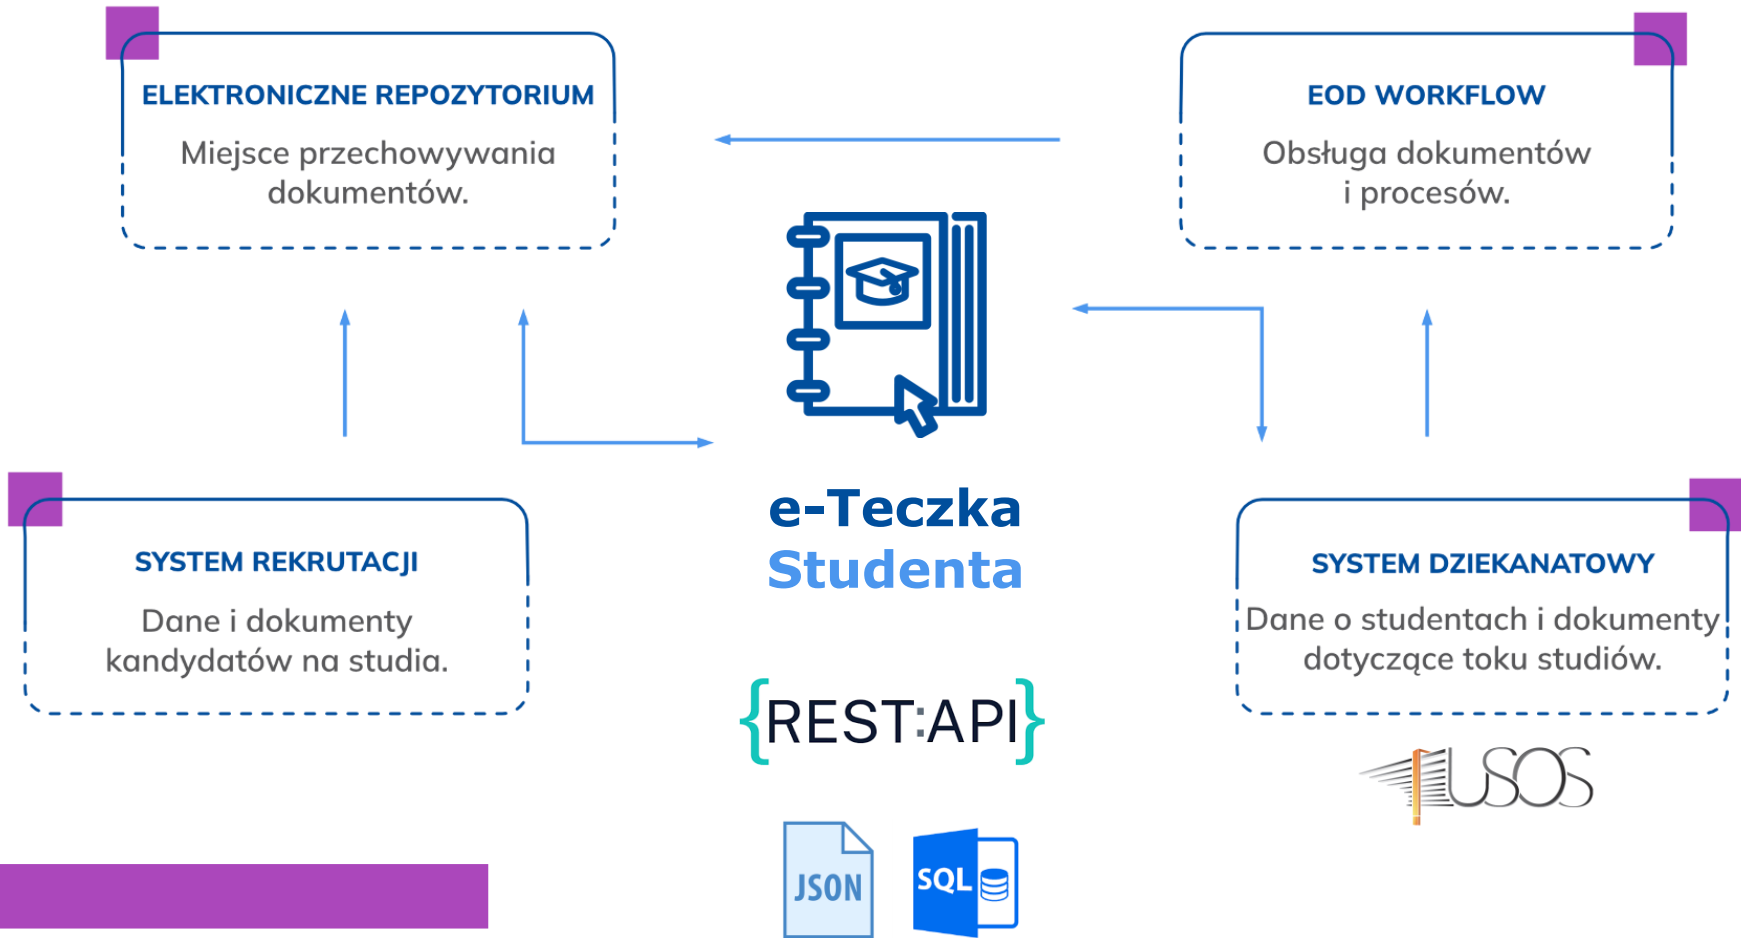 ELEKTRONICZNE REPOZYTORIUM
Miejsce przechowywania
dokumentów.
EOD WORKFLOW
Obsługa dokumentów
i procesów.
e-Teczka
Studenta
SYSTEM REKRUTACJI
Dane i dokumenty
kandydatów na studia.
SYSTEM DZIEKANATOWY
Dane o studentach i dokumenty
dotyczące toku studiów.
{REST:API}
USOS
JSON
SQL